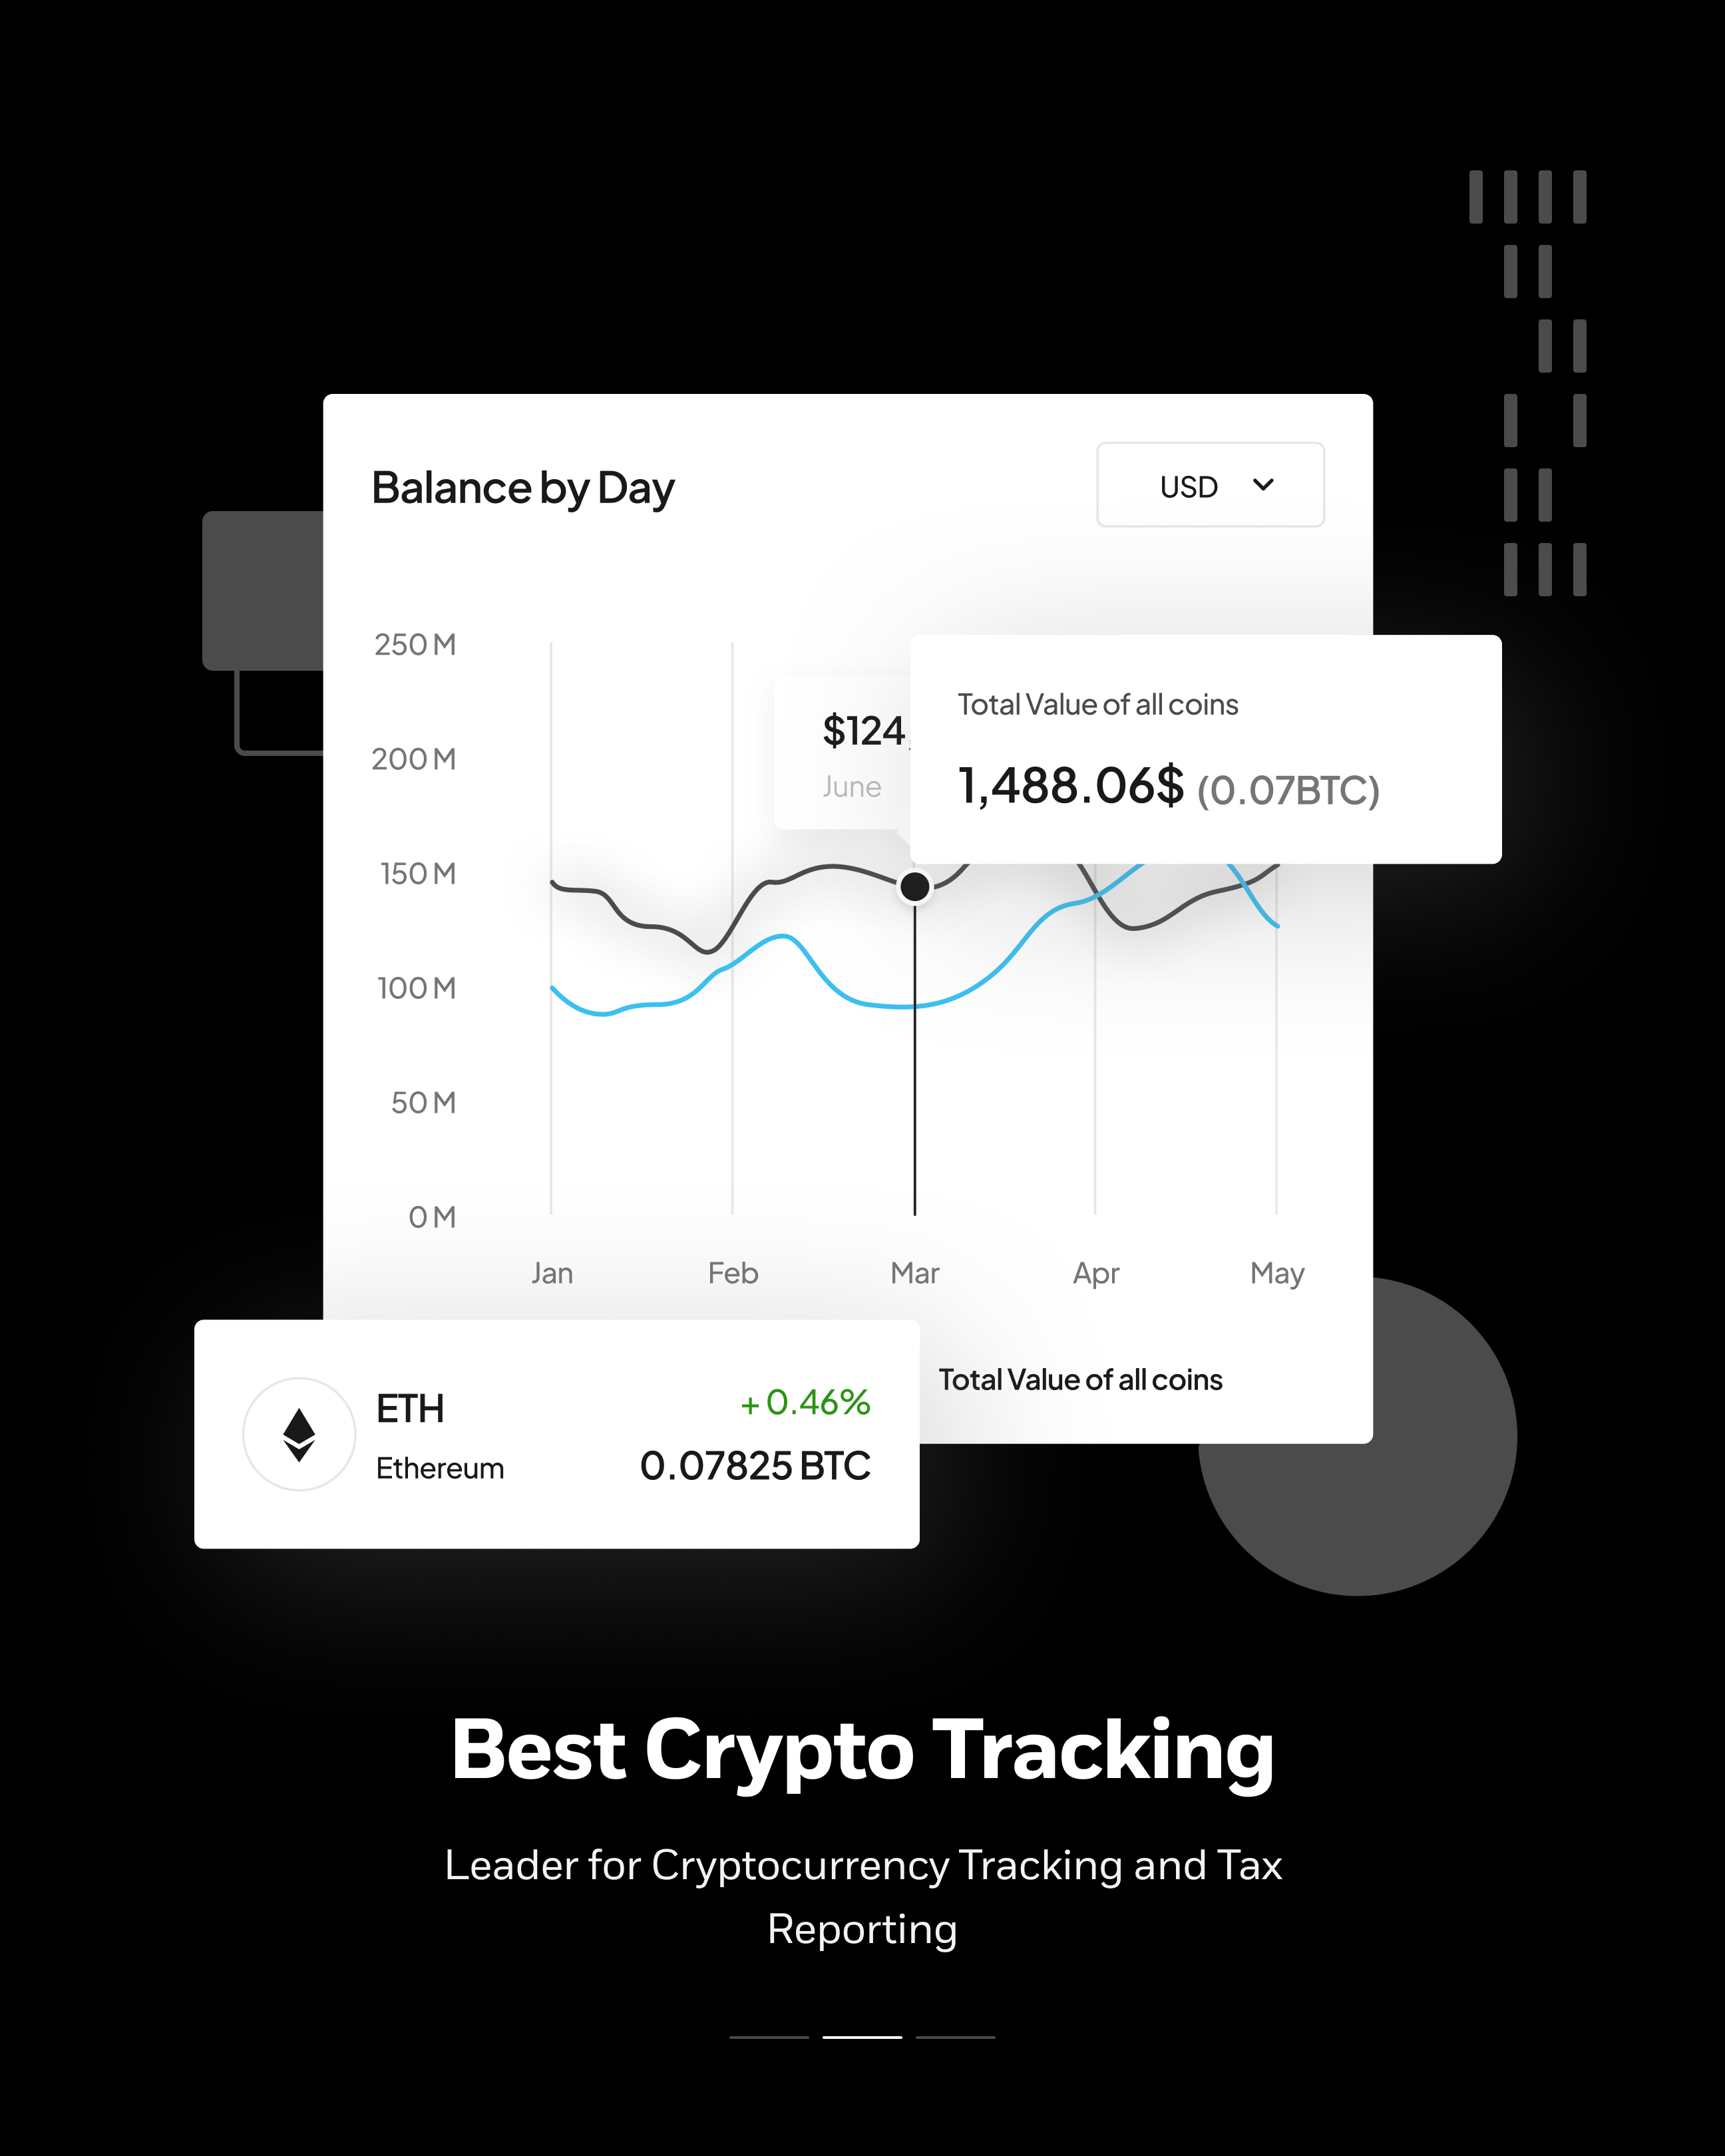 Balance by Day
USD
250 M
200 M
150 M
100 M
50 M
0 M
$124
June
Total Value of all coins
1,488.06$ (0.07BTC)
Jan Feb Mar Apr May
Total Value of all coins
ETH
Ethereum
+ 0.46%
0.07825 BTC
Best Crypto Tracking
Leader for Cryptocurrency Tracking and Tax
Reporting